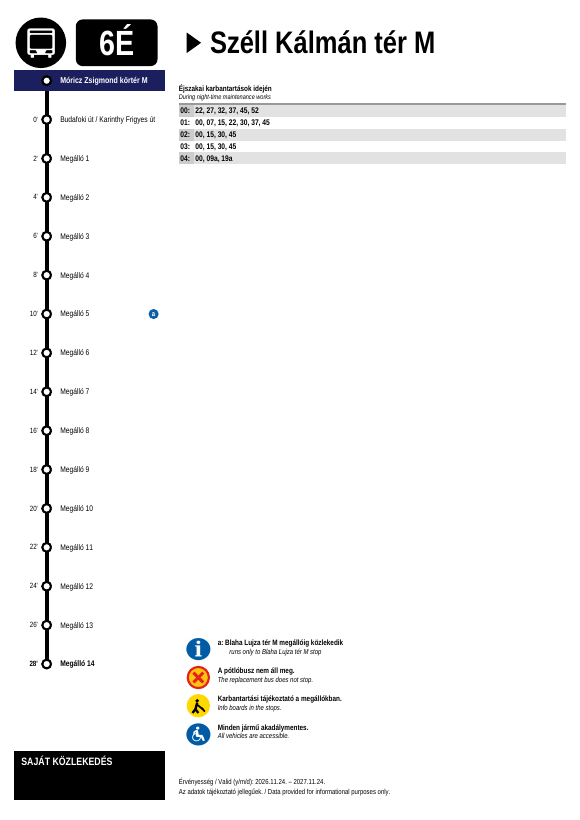 6É
Széll Kálmán tér M
Móricz Zsigmond körtér M
0' Budafoki út / Karinthy Frigyes út
2' Megálló 1
4' Megálló 2
6' Megálló 3
8' Megálló 4
10' Megálló 5 a
12' Megálló 6
14' Megálló 7
16' Megálló 8
18' Megálló 9
20' Megálló 10
22' Megálló 11
24' Megálló 12
26' Megálló 13
28' Megálló 14
SAJÁT KÖZLEKEDÉS
Éjszakai karbantartások idején
During night-time maintenance works
00: 22, 27, 32, 37, 45, 52
01: 00, 07, 15, 22, 30, 37, 45
02: 00, 15, 30, 45
03: 00, 15, 30, 45
04: 00, 09a, 19a
a: Blaha Lujza tér M megállóig közlekedik
runs only to Blaha Lujza tér M stop
A pótlóbusz nem áll meg.
The replacement bus does not stop.
Karbantartási tájékoztató a megállókban.
Info boards in the stops.
Minden jármű akadálymentes.
All vehicles are accessible.
Érvényesség / Valid (y/m/d): 2026.11.24. – 2027.11.24.
Az adatok tájékoztató jellegűek. / Data provided for informational purposes only.